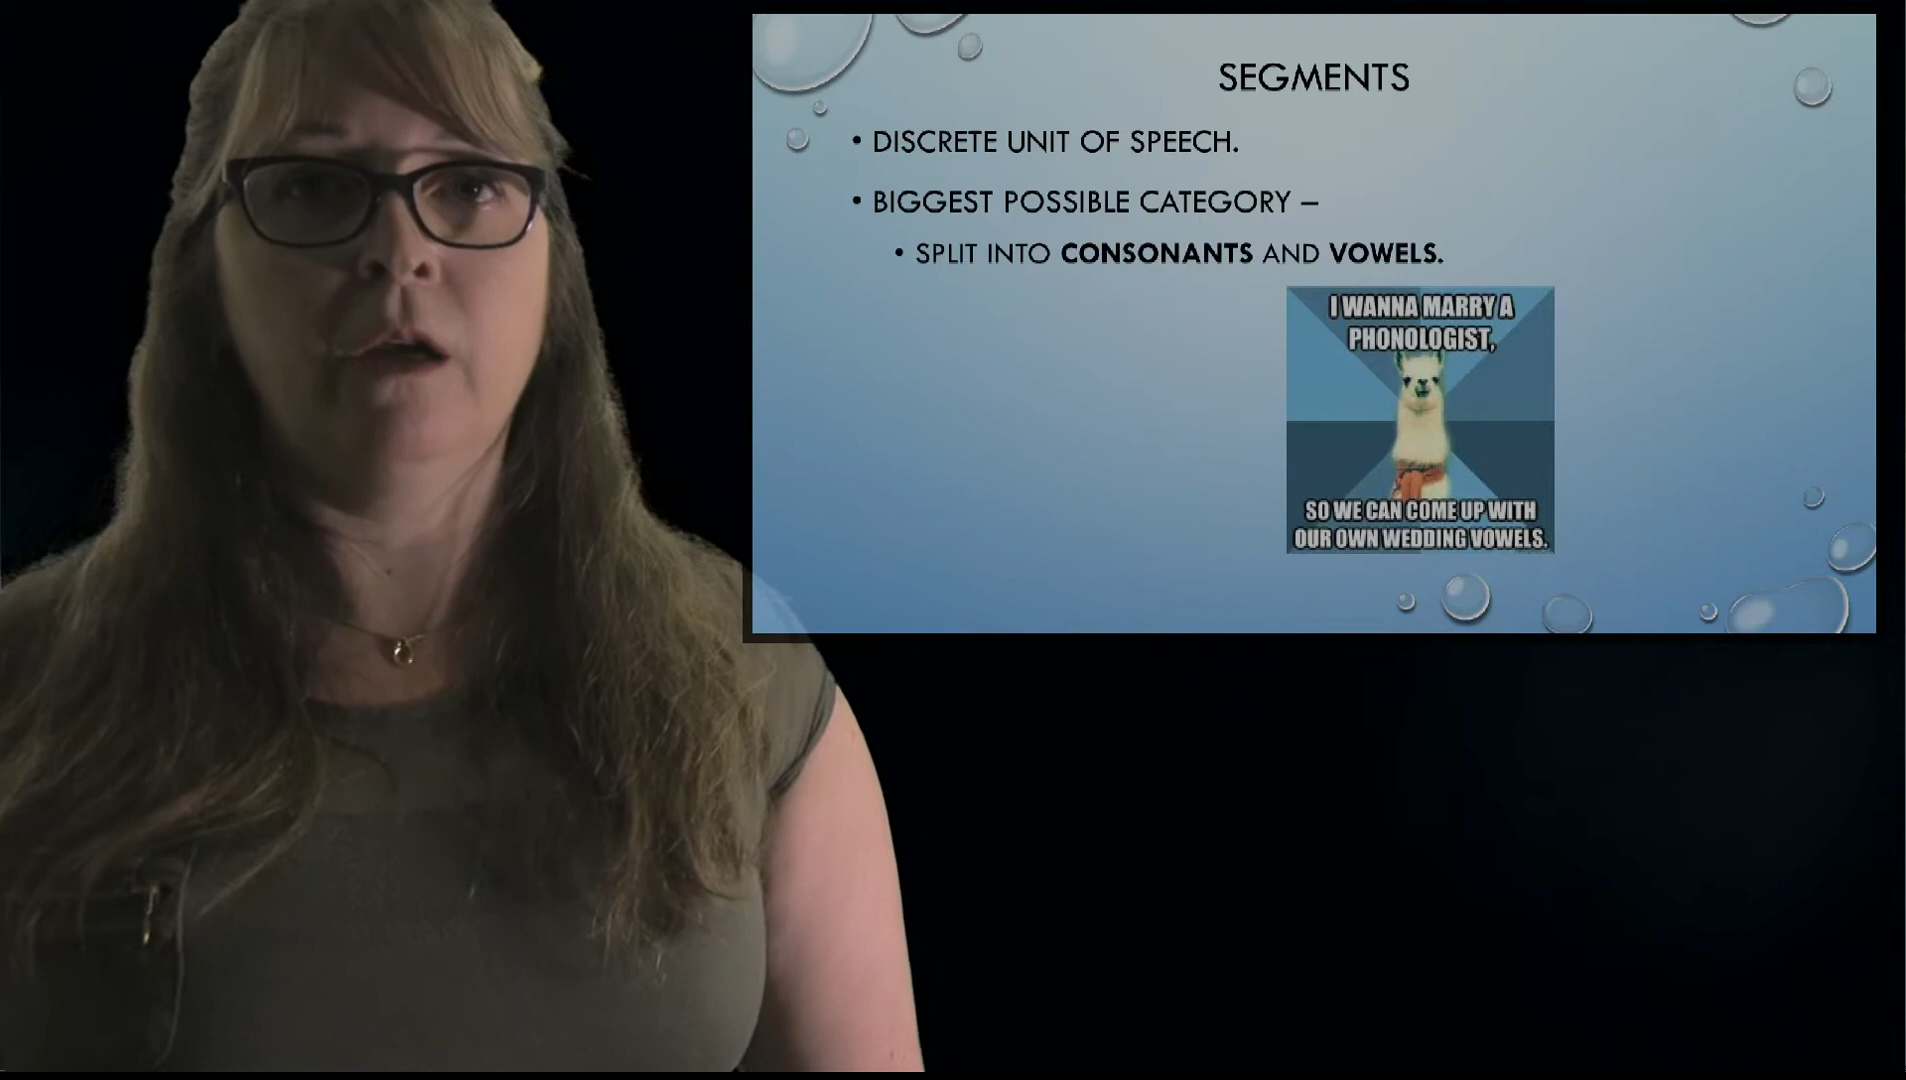 SEGMENTS
• DISCRETE UNIT OF SPEECH.
• BIGGEST POSSIBLE CATEGORY –
• SPLIT INTO CONSONANTS AND VOWELS.
I WANNA MARRY A
PHONOLOGIST,
SO WE CAN COME UP WITH
OUR OWN WEDDING VOWELS.